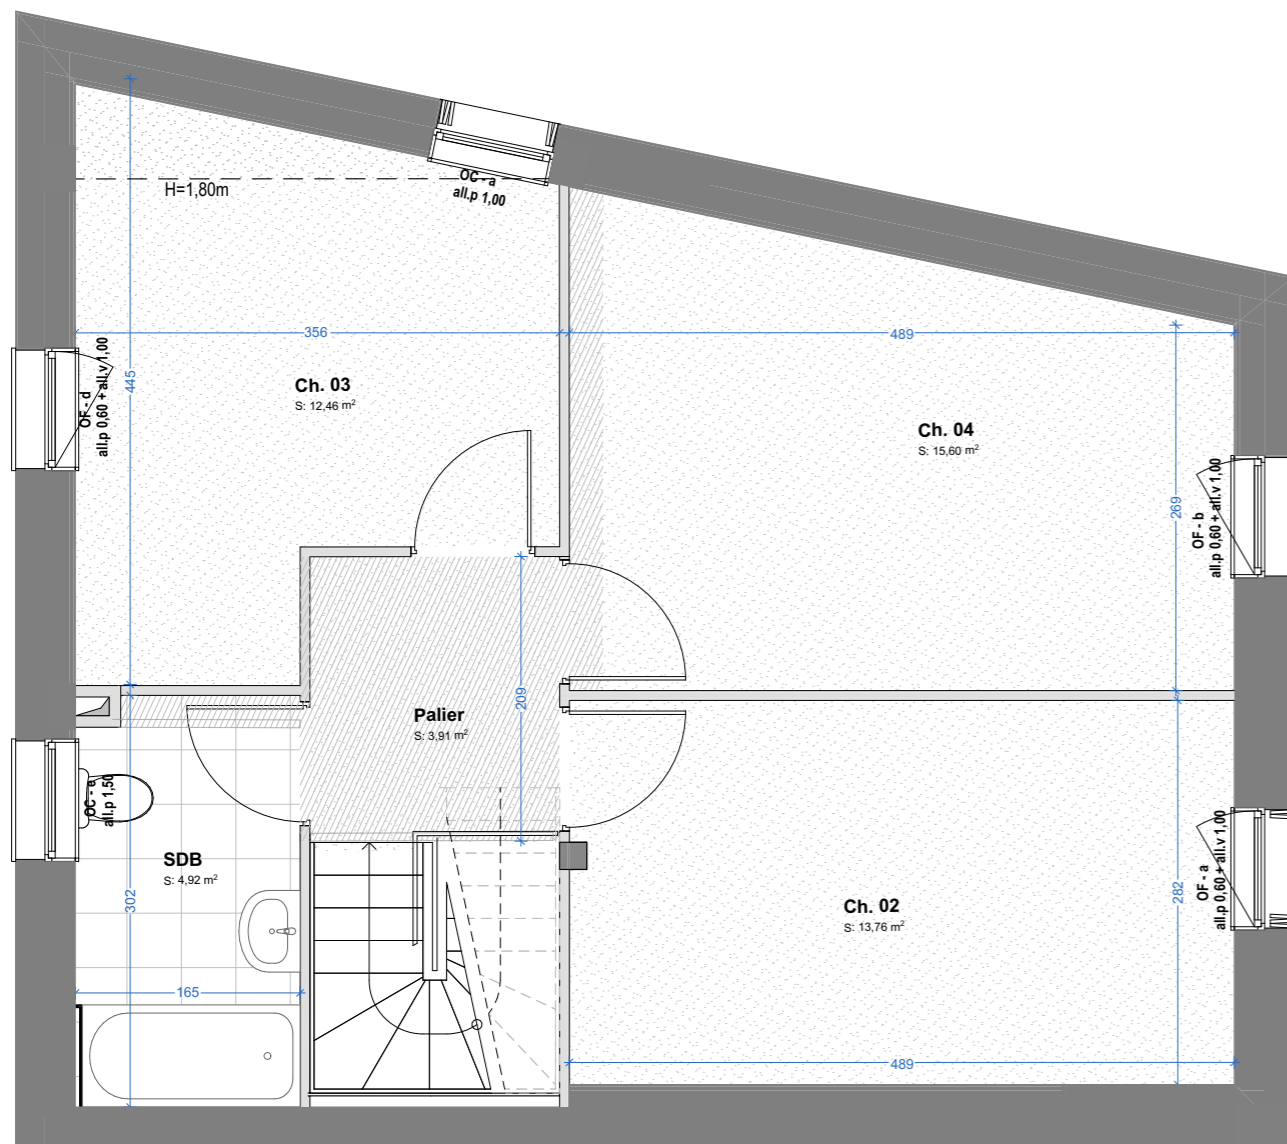 OC - a
all.p 1,00
H=1,80m
356
489
OF - d
all.p 0,60 + all.v 1,00
445
Ch. 03
S: 12,46 m²
Ch. 04
S: 15,60 m²
269
OF - b
all.p 0,60 + all.v 1,00
209
Palier
S: 3,91 m²
OC - e
all.p 1,50
SDB
S: 4,92 m²
302
Ch. 02
S: 13,76 m²
282
OF - a
all.p 0,60 + all.v 1,00
165
489